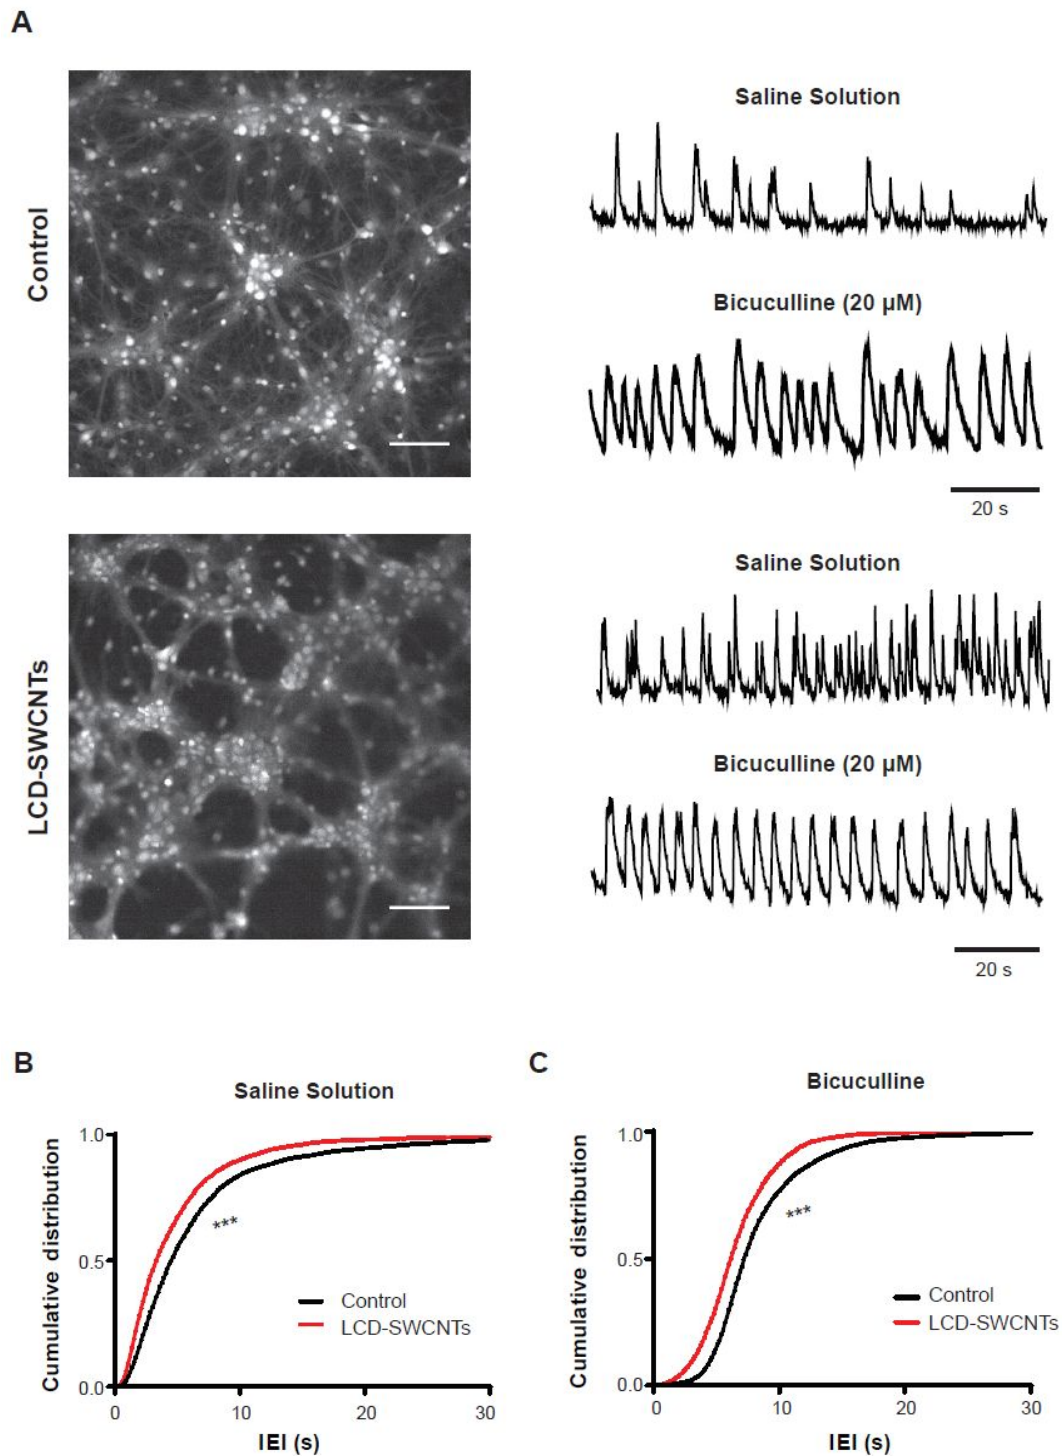 A
Control
Saline Solution
Bicuculline (20 µM)
20 s
LCD-SWCNTs
Saline Solution
Bicuculline (20 µM)
20 s
B
Saline Solution
Cumulative distribution
1.0
0.5
0.0
***
Control
LCD-SWCNTs
0 10 20 30
IEI (s)
C
Bicuculline
Cumulative distribution
1.0
0.5
0.0
***
Control
LCD-SWCNTs
0 10 20 30
IEI (s)